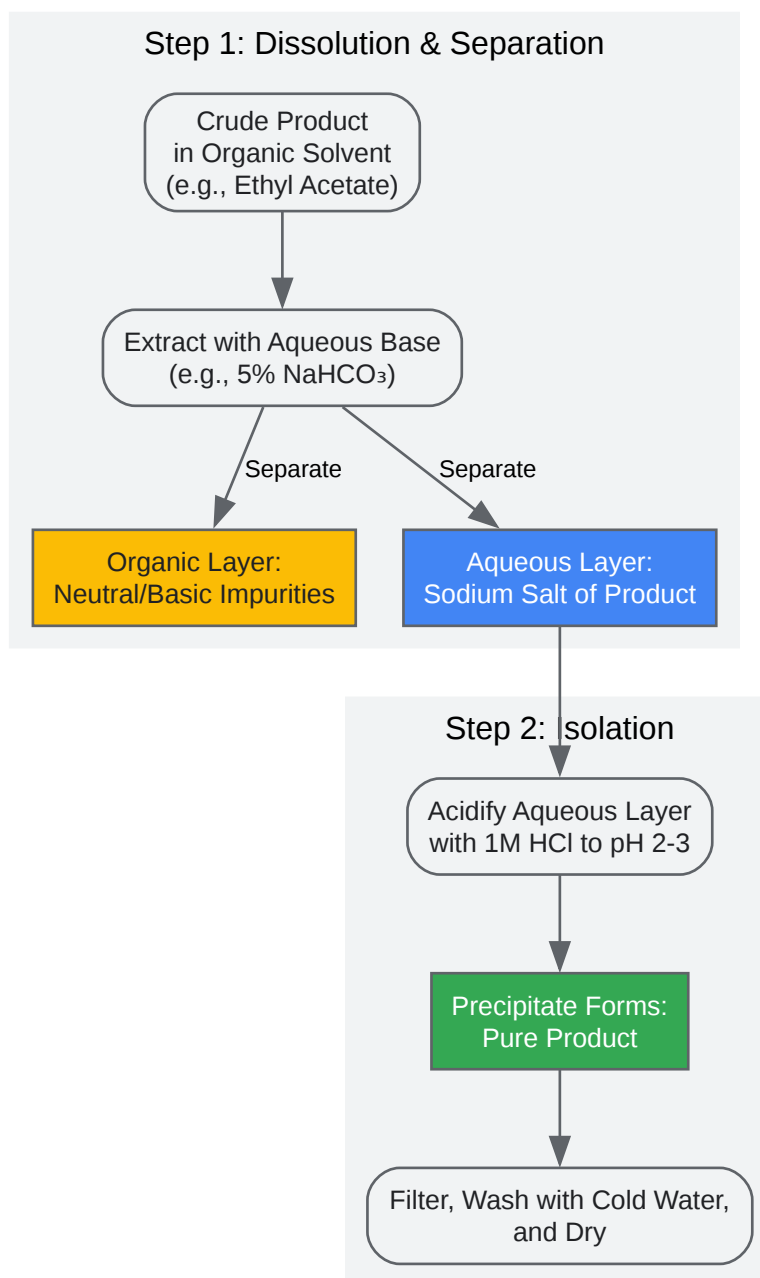 Step 1: Dissolution & Separation
Crude Product
in Organic Solvent
(e.g., Ethyl Acetate)
Extract with Aqueous Base
(e.g., 5% NaHCO₃)
Separate
Separate
Organic Layer:
Neutral/Basic Impurities
Aqueous Layer:
Sodium Salt of Product
Step 2: Isolation
Acidify Aqueous Layer
with 1M HCl to pH 2-3
Precipitate Forms:
Pure Product
Filter, Wash with Cold Water,
and Dry